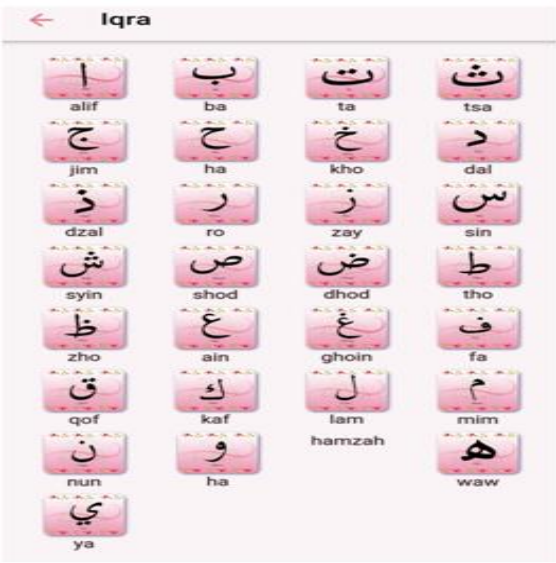 ← Iqra
ا ب ت ث
alif ba ta tsa
ج ح خ د
jim ha kho dal
ذ ر ز س
dzal ro zay sin
ش ص ض ط
syin shod dhod tho
ظ ع غ ف
zho ain ghoin fa
ق ك ل م
qof kaf lam mim
ن و ه
nun ha hamzah waw
ي
ya